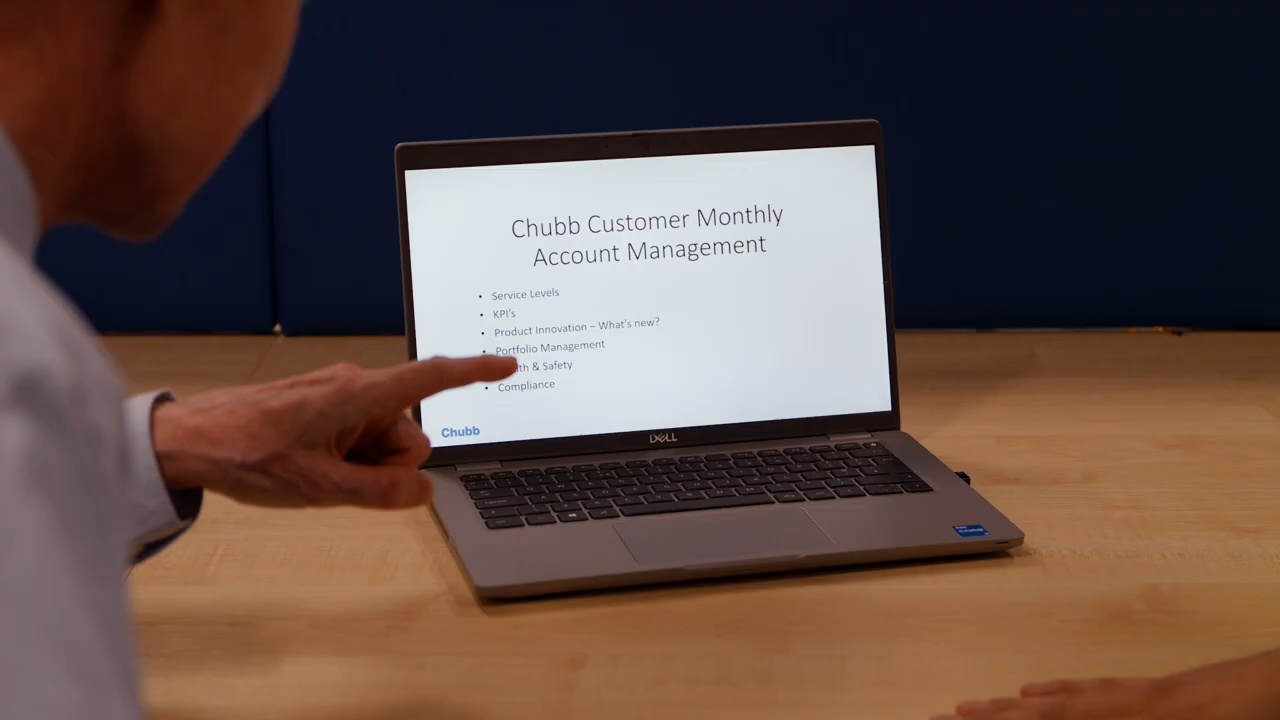 Chubb Customer Monthly
Account Management
• Service Levels
• KPI's
• Product Innovation – What's new?
• Portfolio Management
& Safety
• Compliance
Chubb
DELL